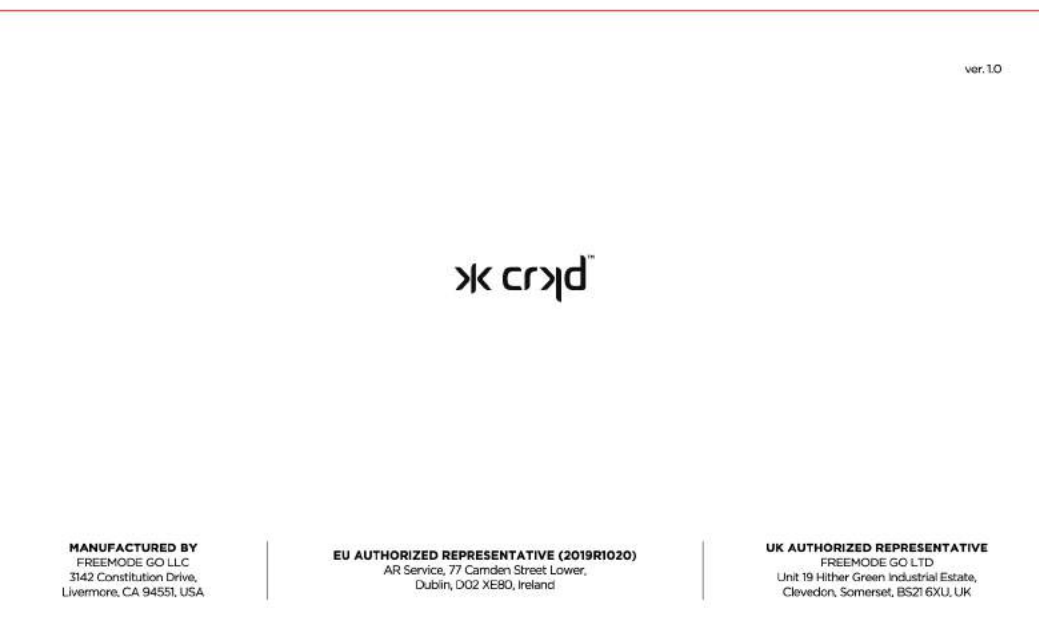 ver. 1.0
crkd™
MANUFACTURED BY
FREEMODE GO LLC
3142 Constitution Drive,
Livermore, CA 94551, USA
EU AUTHORIZED REPRESENTATIVE (2019R1020)
AR Service, 77 Camden Street Lower,
Dublin, D02 XE80, Ireland
UK AUTHORIZED REPRESENTATIVE
FREEMODE GO LTD
Unit 19 Hither Green Industrial Estate,
Clevedon, Somerset, BS21 6XU, UK